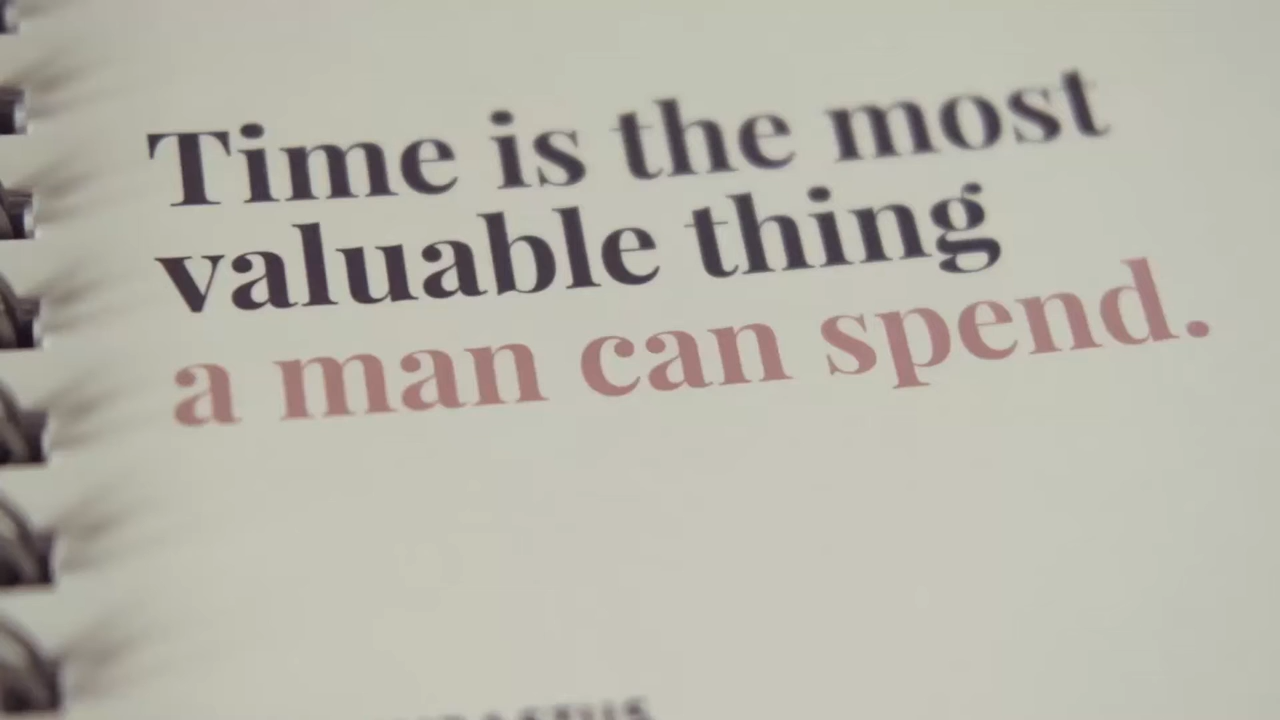 Time is the most
valuable thing
a man can spend.